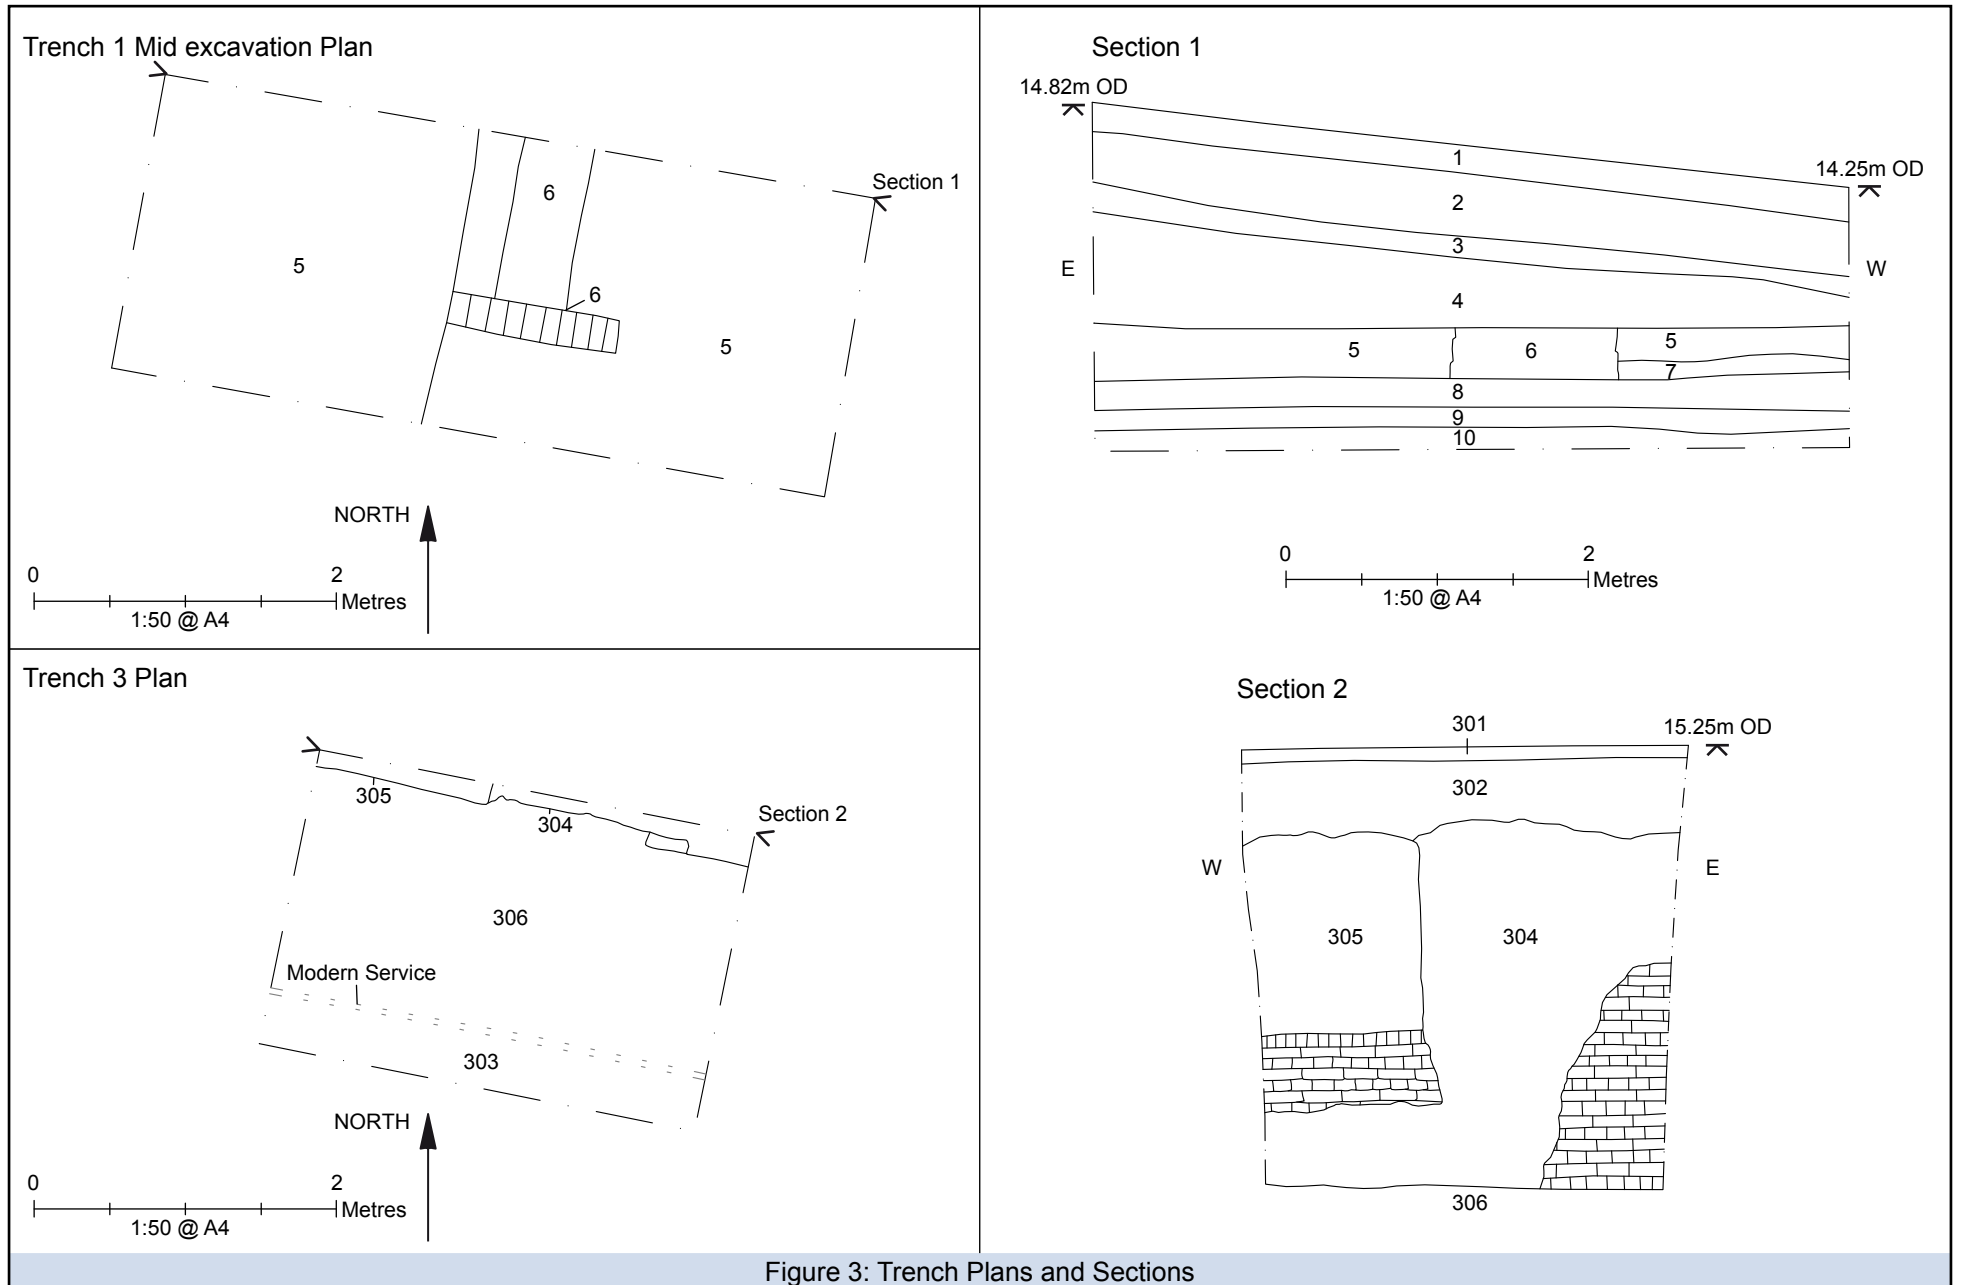 Trench 1 Mid excavation Plan
Section 1
6
5
6
5
NORTH
0 2
Metres
1:50 @ A4
Section 1
14.82m OD
14.25m OD
1
2
3
E W
4
5 6 5
7
8
9
10
0 2
Metres
1:50 @ A4
Trench 3 Plan
305
304
Section 2
306
Modern Service
303
NORTH
0 2
Metres
1:50 @ A4
Section 2
301
15.25m OD
302
W E
305 304
306
Figure 3: Trench Plans and Sections